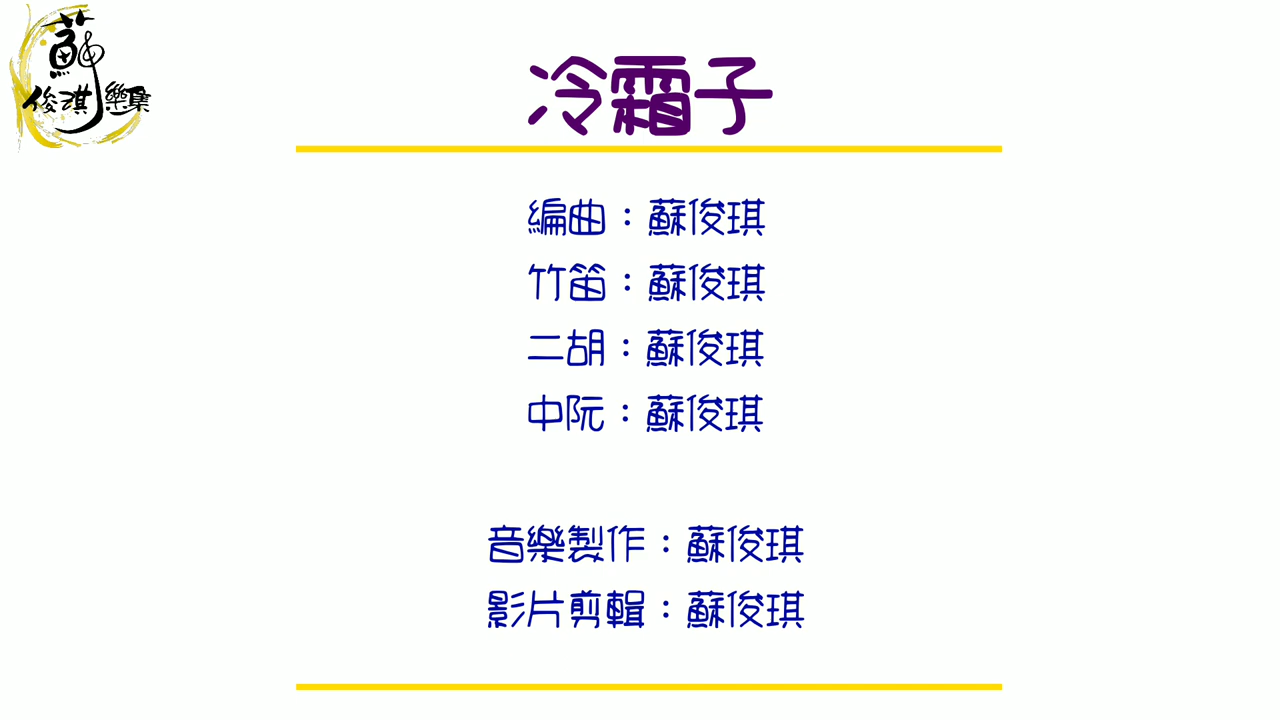 蘇
俊琪樂集
冷霜子
編曲：蘇俊琪
竹笛：蘇俊琪
二胡：蘇俊琪
中阮：蘇俊琪
音樂製作：蘇俊琪
影片剪輯：蘇俊琪